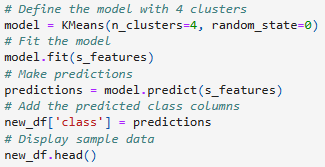 # Define the model with 4 clusters
model = KMeans(n_clusters=4, random_state=0)
# Fit the model
model.fit(s_features)
# Make predictions
predictions = model.predict(s_features)
# Add the predicted class columns
new_df['class'] = predictions
# Display sample data
new_df.head()